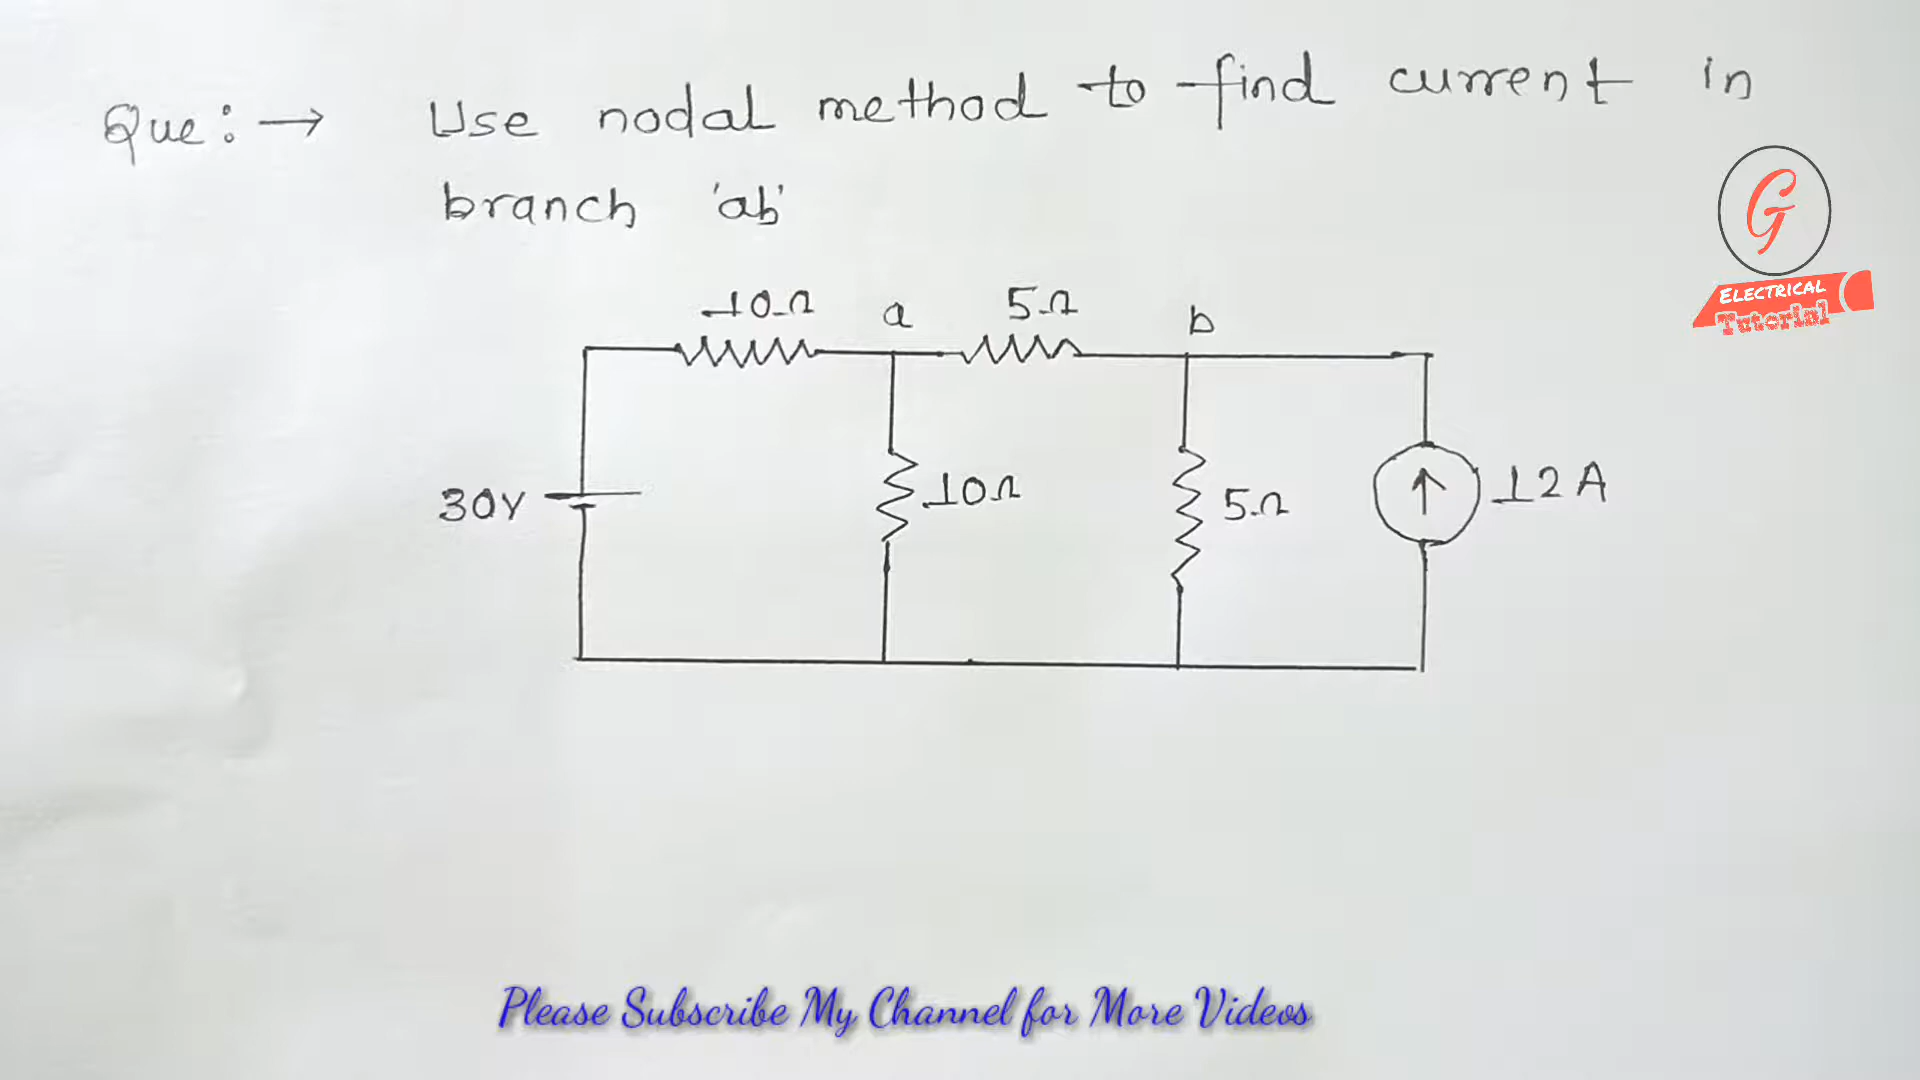 Que:→ Use nodal method to find current in
branch 'ab'
G
ELECTRICAL
Tutorial
10Ω a 5Ω b
30V 10Ω 5Ω 12A
Please Subscribe My Channel for More Videos